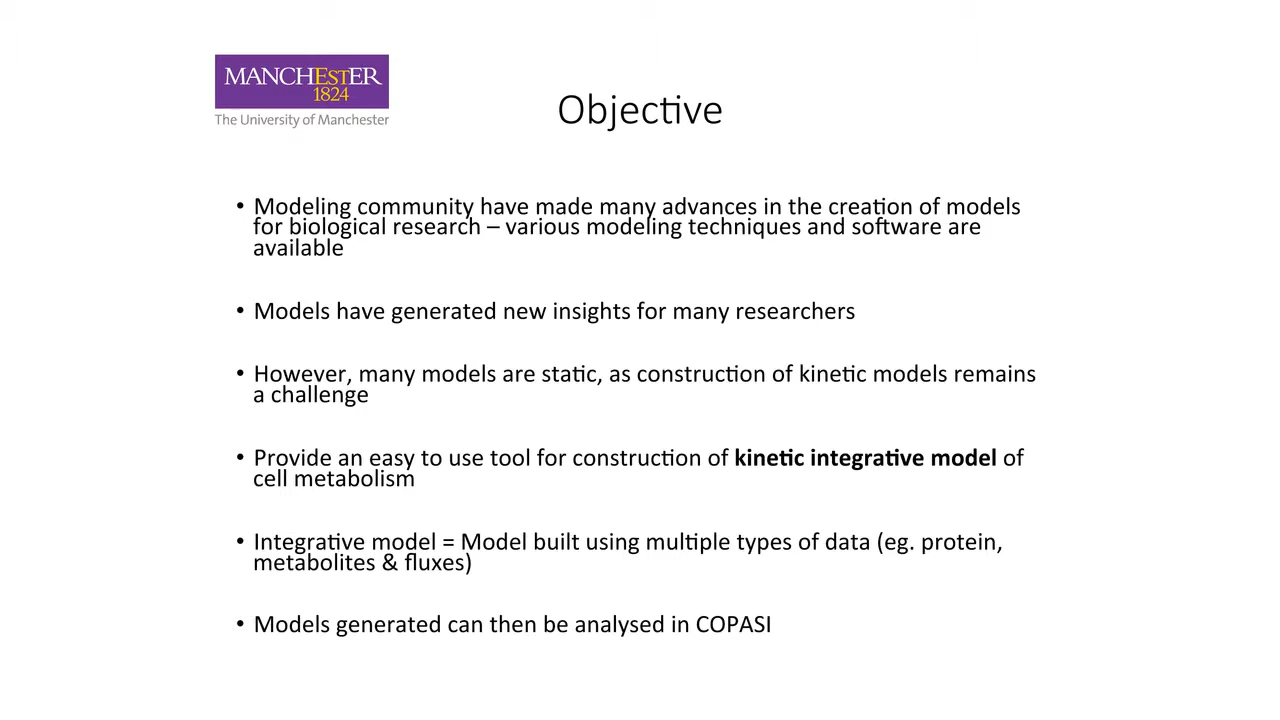 MANCHESTER
1824
The University of Manchester
Objective
• Modeling community have made many advances in the creation of models
for biological research – various modeling techniques and software are
available
• Models have generated new insights for many researchers
• However, many models are static, as construction of kinetic models remains
a challenge
• Provide an easy to use tool for construction of kinetic integrative model of
cell metabolism
• Integrative model = Model built using multiple types of data (eg. protein,
metabolites & fluxes)
• Models generated can then be analysed in COPASI